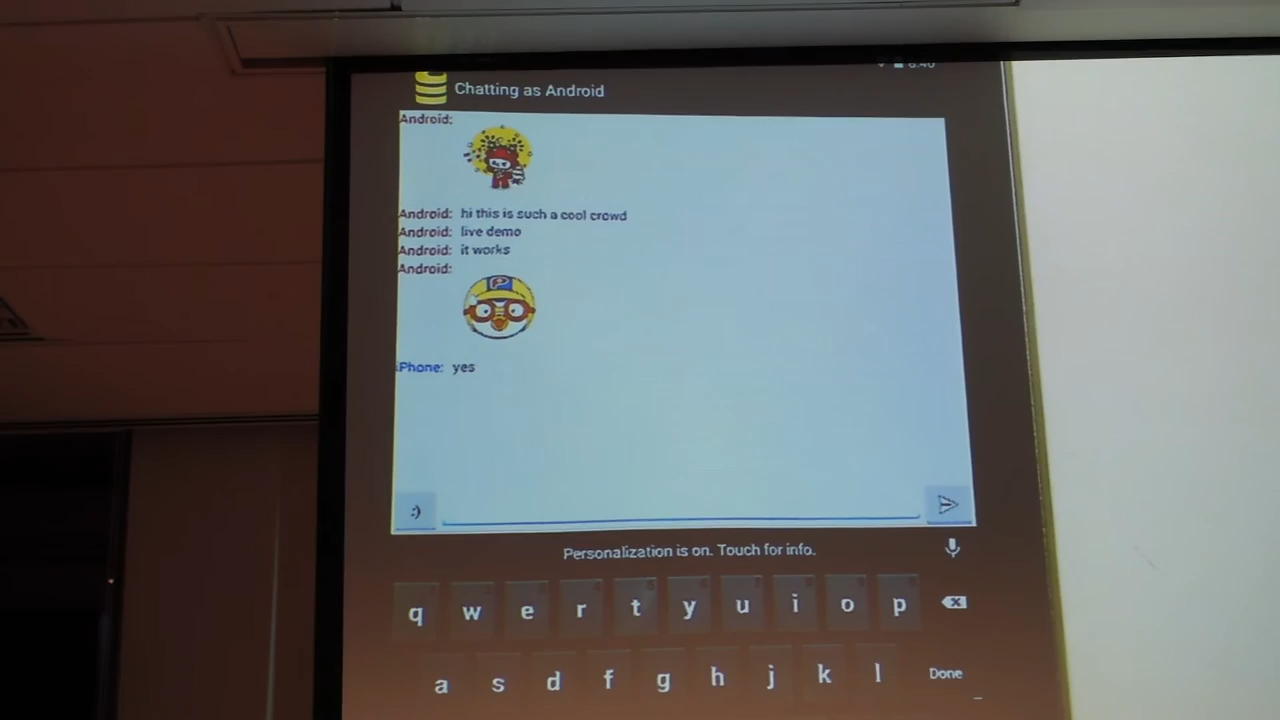 Chatting as Android
Android:
Android: hi this is such a cool crowd
Android: live demo
Android: it works
Android:
P
iPhone: yes
:)
Personalization is on. Touch for info.
q w e r t y u i o p
a s d f g h j k l Done